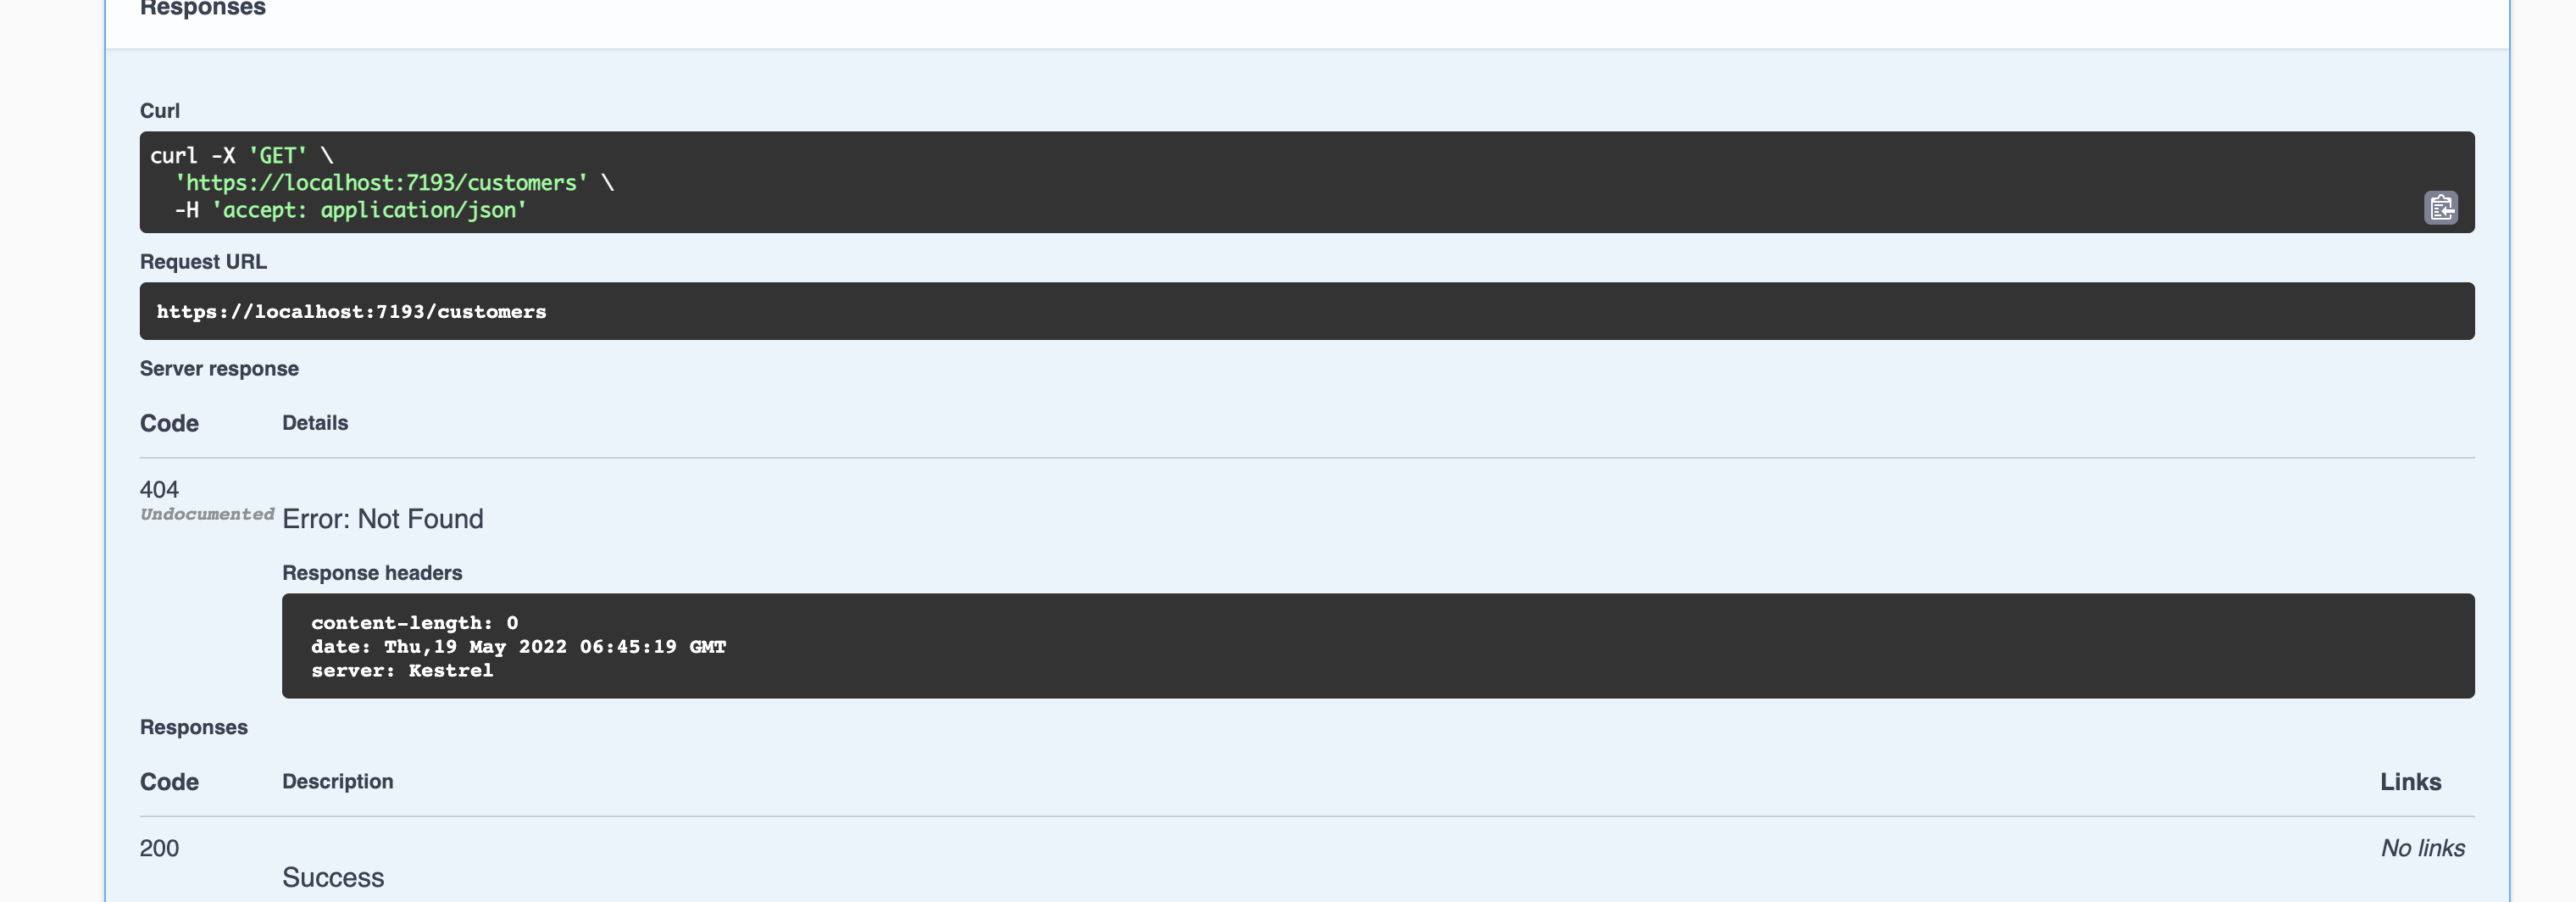 Responses
Curl
curl -X 'GET' \
'https://localhost:7193/customers' \
-H 'accept: application/json'
Request URL
https://localhost:7193/customers
Server response
Code Details
404
Undocumented Error: Not Found
Response headers
content-length: 0
date: Thu,19 May 2022 06:45:19 GMT
server: Kestrel
Responses
Code Description Links
200 No links
Success